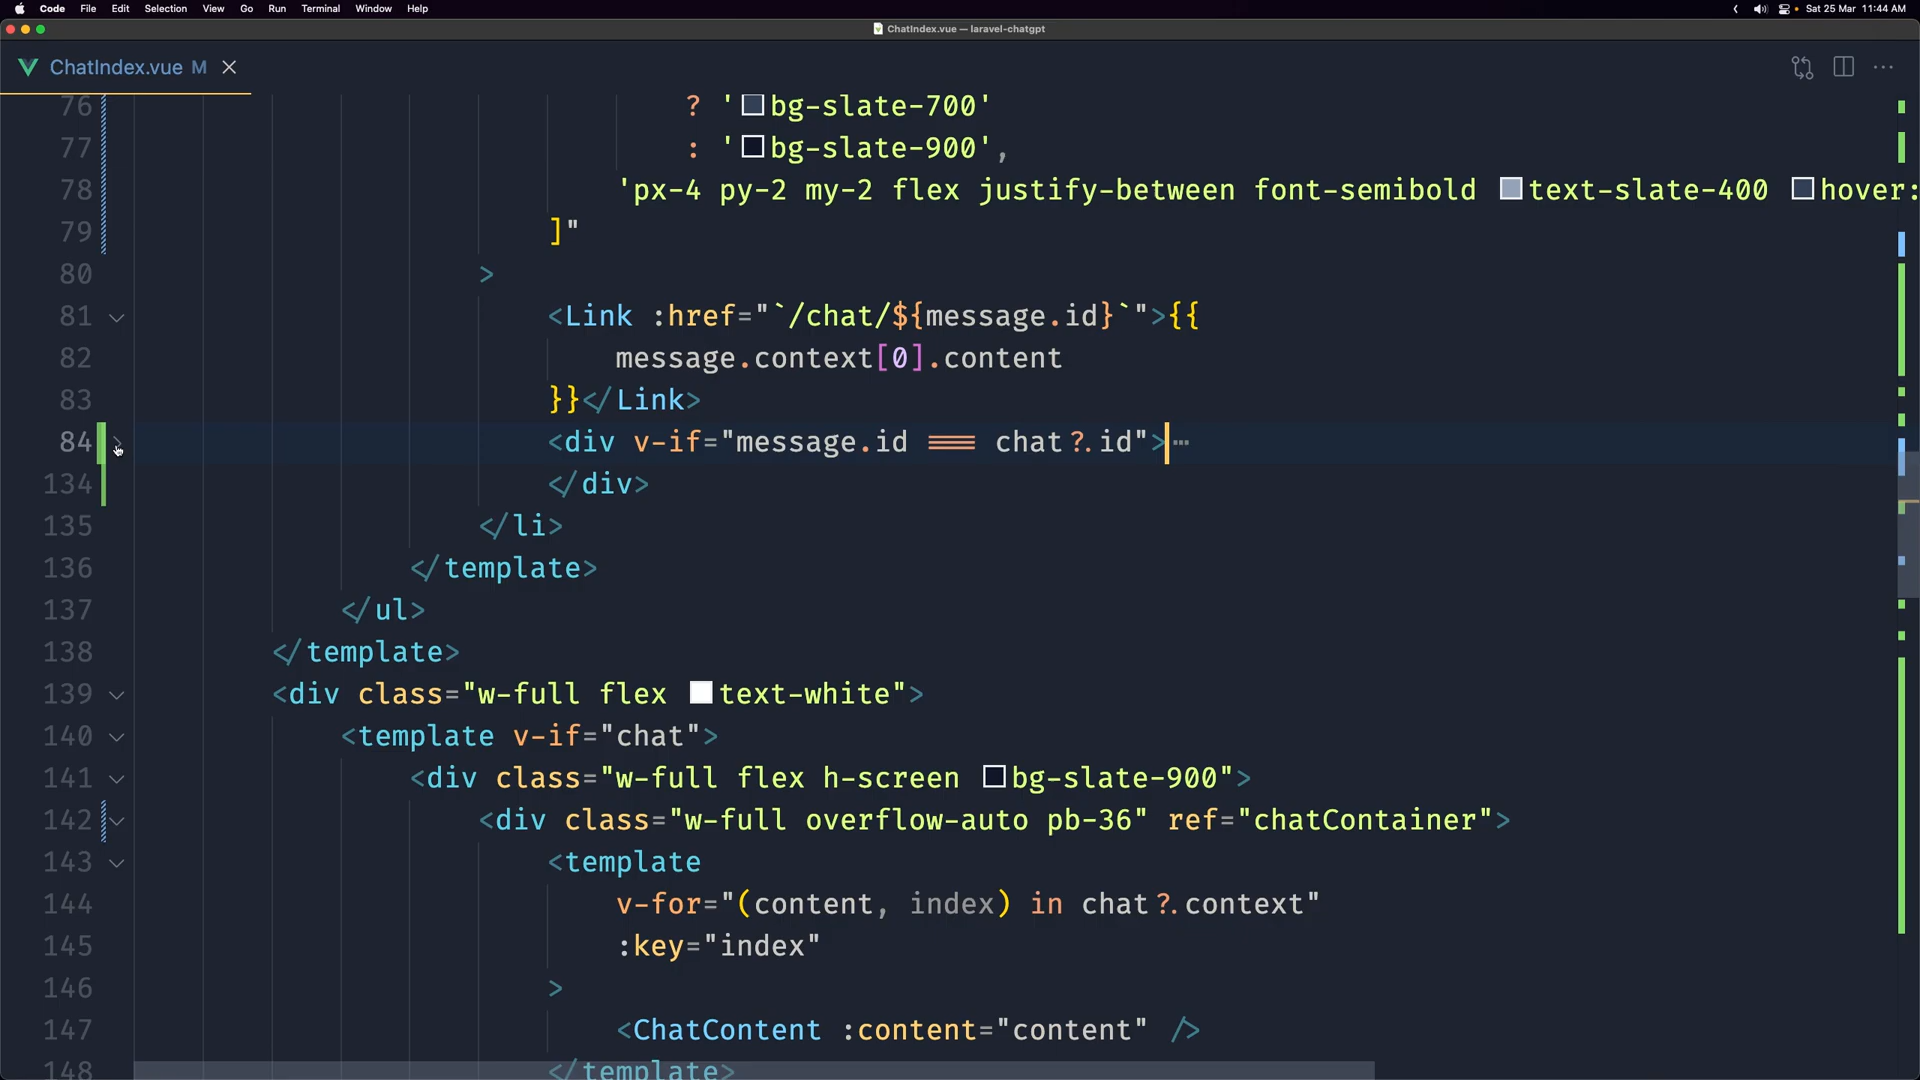 Code File Edit Selection View Go Run Terminal Window Help Sat 25 Mar 11:44 AM
ChatIndex.vue — laravel-chatgpt
ChatIndex.vue M
76 ? 'bg-slate-700'
77 : 'bg-slate-900',
78 'px-4 py-2 my-2 flex justify-between font-semibold text-slate-400 hover:
79 ]"
80 >
81 <Link :href="`/chat/${message.id}`">{{
82 message.context[0].content
83 }}</Link>
84 <div v-if="message.id === chat?.id">⋯
134 </div>
135 </li>
136 </template>
137 </ul>
138 </template>
139 <div class="w-full flex text-white">
140 <template v-if="chat">
141 <div class="w-full flex h-screen bg-slate-900">
142 <div class="w-full overflow-auto pb-36" ref="chatContainer">
143 <template
144 v-for="(content, index) in chat?.context"
145 :key="index"
146 >
147 <ChatContent :content="content" />
148 </template>